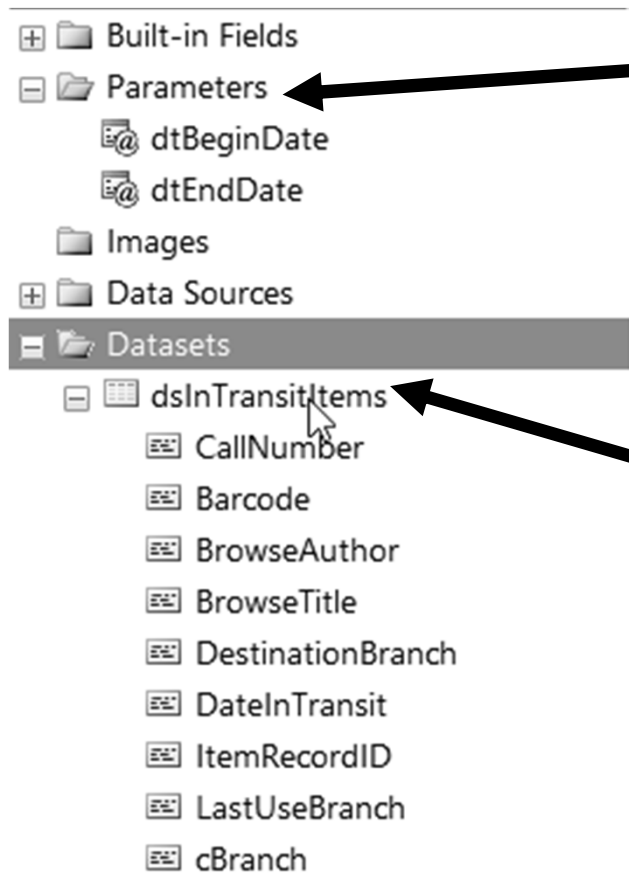 Built-in Fields
Parameters
dtBeginDate
dtEndDate
Images
Data Sources
Datasets
dsInTransitItems
CallNumber
Barcode
BrowseAuthor
BrowseTitle
DestinationBranch
DateInTransit
ItemRecordID
LastUseBranch
cBranch